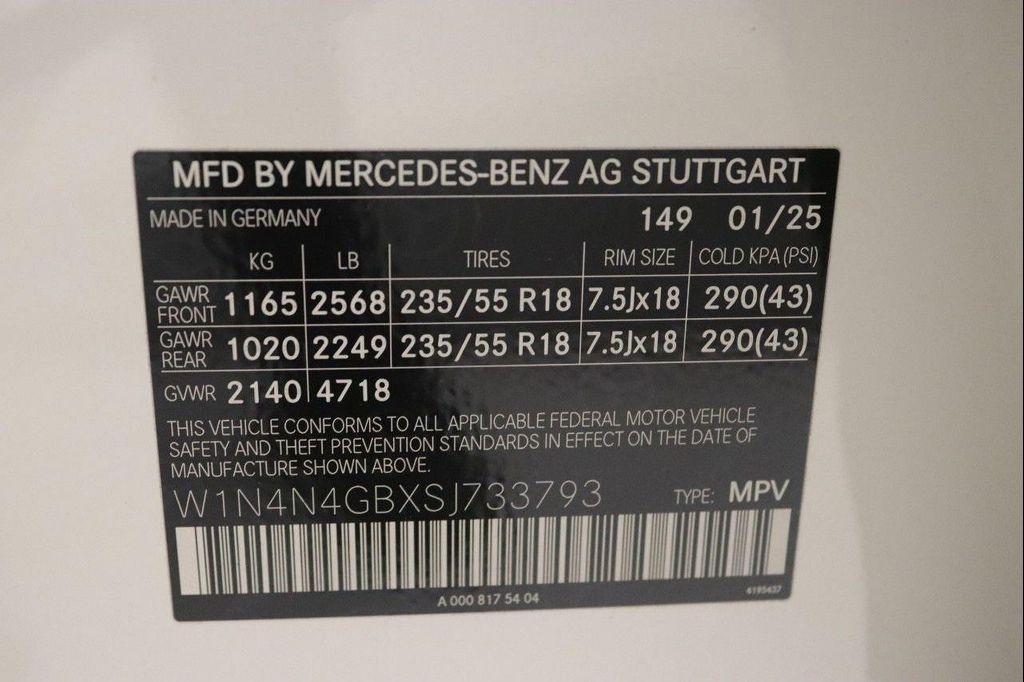 MFD BY MERCEDES-BENZ AG STUTTGART
MADE IN GERMANY 149 01/25
KG LB TIRES RIM SIZE COLD KPA (PSI)
GAWR FRONT 1165 2568 235/55 R18 7.5Jx18 290(43)
GAWR REAR 1020 2249 235/55 R18 7.5Jx18 290(43)
GVWR 2140 4718
THIS VEHICLE CONFORMS TO ALL APPLICABLE FEDERAL MOTOR VEHICLE
SAFETY AND THEFT PREVENTION STANDARDS IN EFFECT ON THE DATE OF
MANUFACTURE SHOWN ABOVE.
W1N4N4GBXSJ733793 TYPE: MPV
A 000 817 54 04 4195437